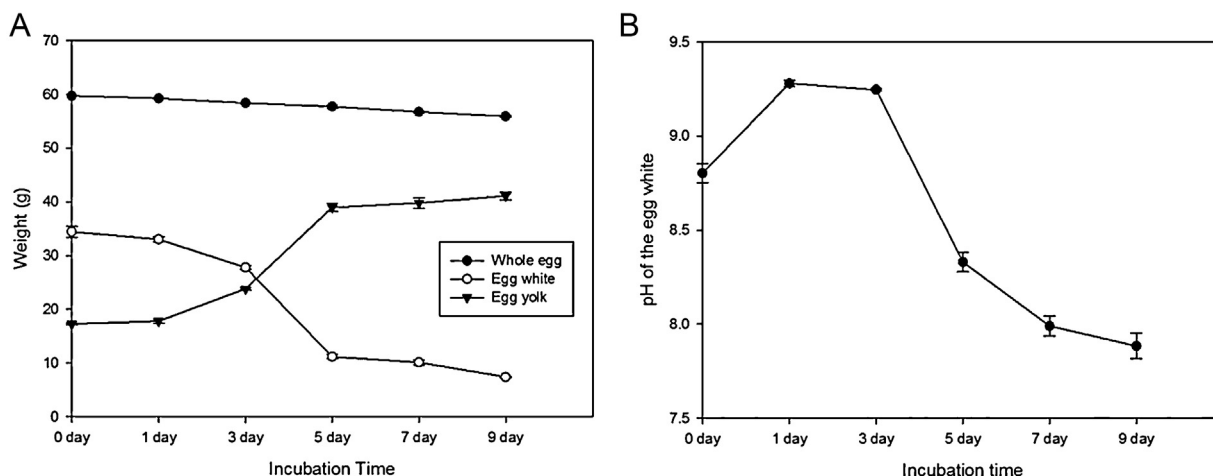 A
70
60
50
40
30
20
10
0
Weight (g)
Whole egg
Egg white
Egg yolk
0 day 1 day 3 day 5 day 7 day 9 day
Incubation Time
B
9.5
9.0
8.5
8.0
7.5
pH of the egg white
0 day 1 day 3 day 5 day 7 day 9 day
Incubation time